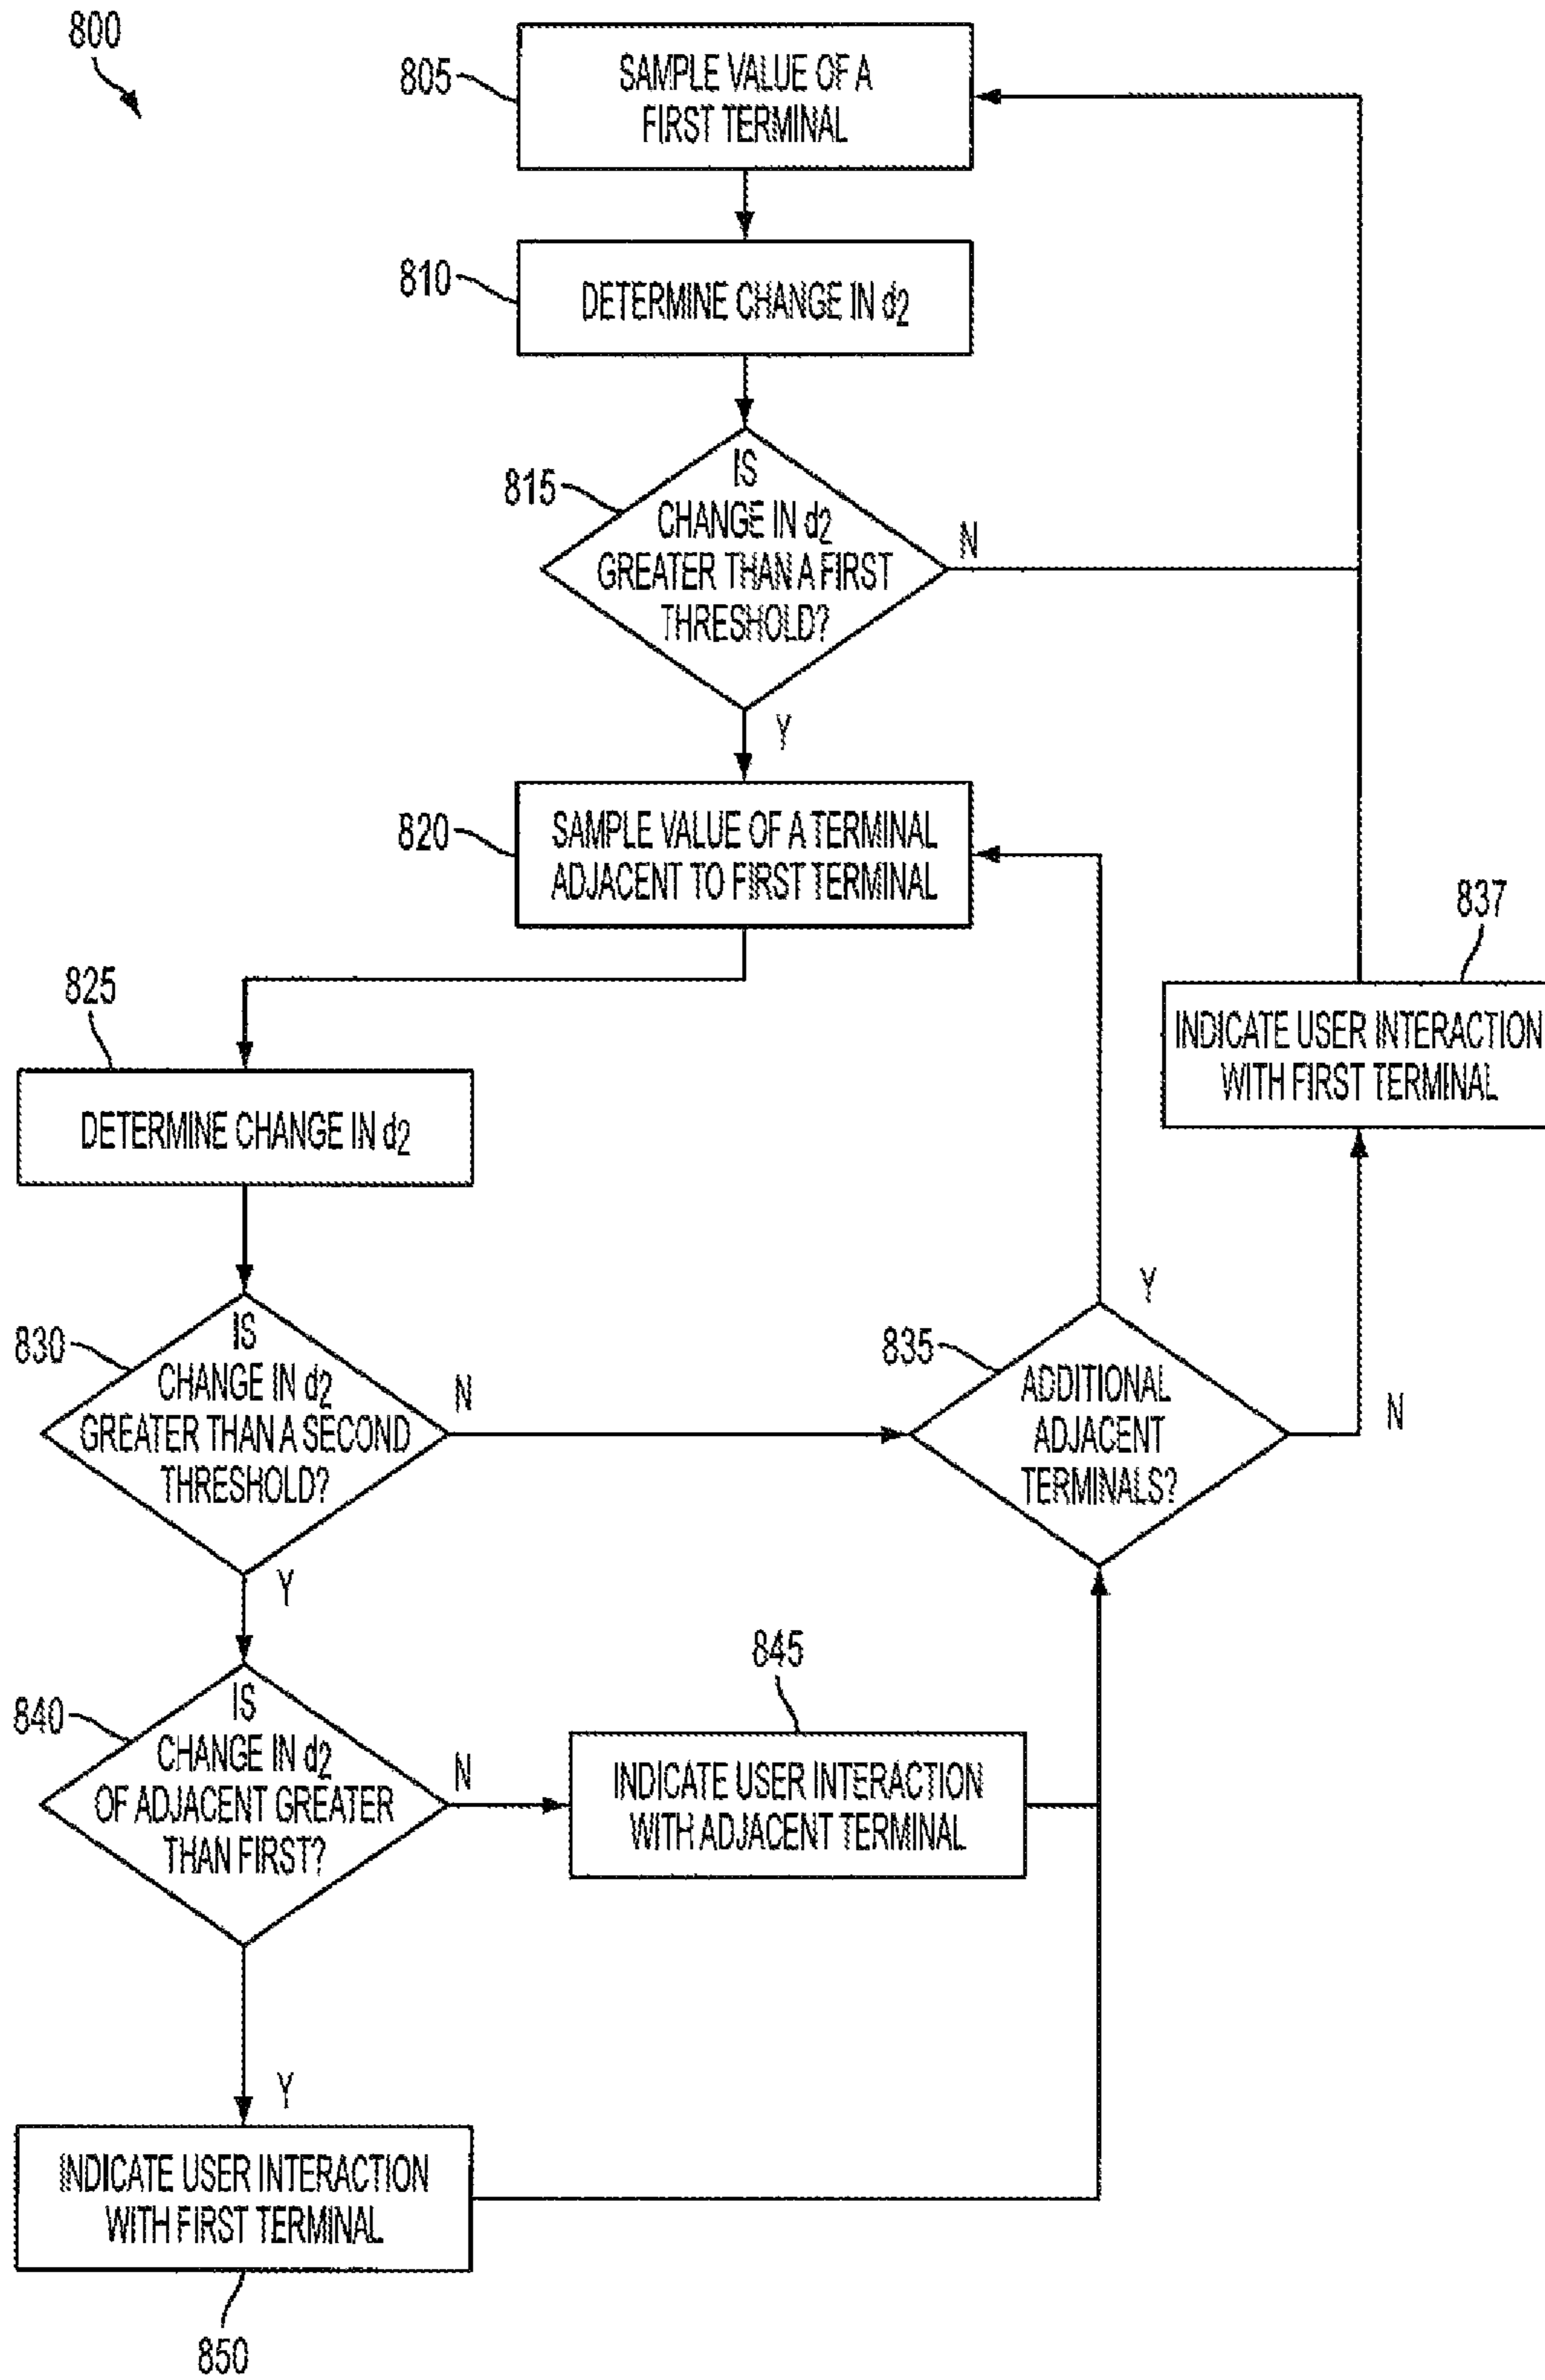 800
805
SAMPLE VALUE OF A
FIRST TERMINAL
810
DETERMINE CHANGE IN d2
815
IS
CHANGE IN d2
GREATER THAN A FIRST
THRESHOLD?
N
Y
820
SAMPLE VALUE OF A TERMINAL
ADJACENT TO FIRST TERMINAL
837
INDICATE USER INTERACTION
WITH FIRST TERMINAL
825
DETERMINE CHANGE IN d2
830
IS
CHANGE IN d2
GREATER THAN A SECOND
THRESHOLD?
N
Y
835
ADDITIONAL
ADJACENT
TERMINALS?
Y
N
840
IS
CHANGE IN d2
OF ADJACENT GREATER
THAN FIRST?
N
845
INDICATE USER INTERACTION
WITH ADJACENT TERMINAL
Y
INDICATE USER INTERACTION
WITH FIRST TERMINAL
850